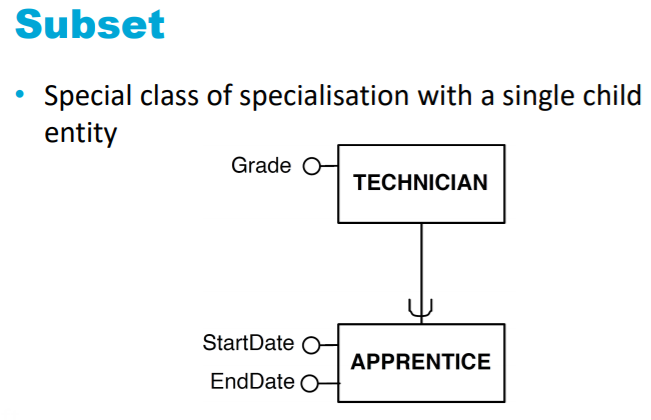 Subset
• Special class of specialisation with a single child
entity
Grade
TECHNICIAN
StartDate
APPRENTICE
EndDate